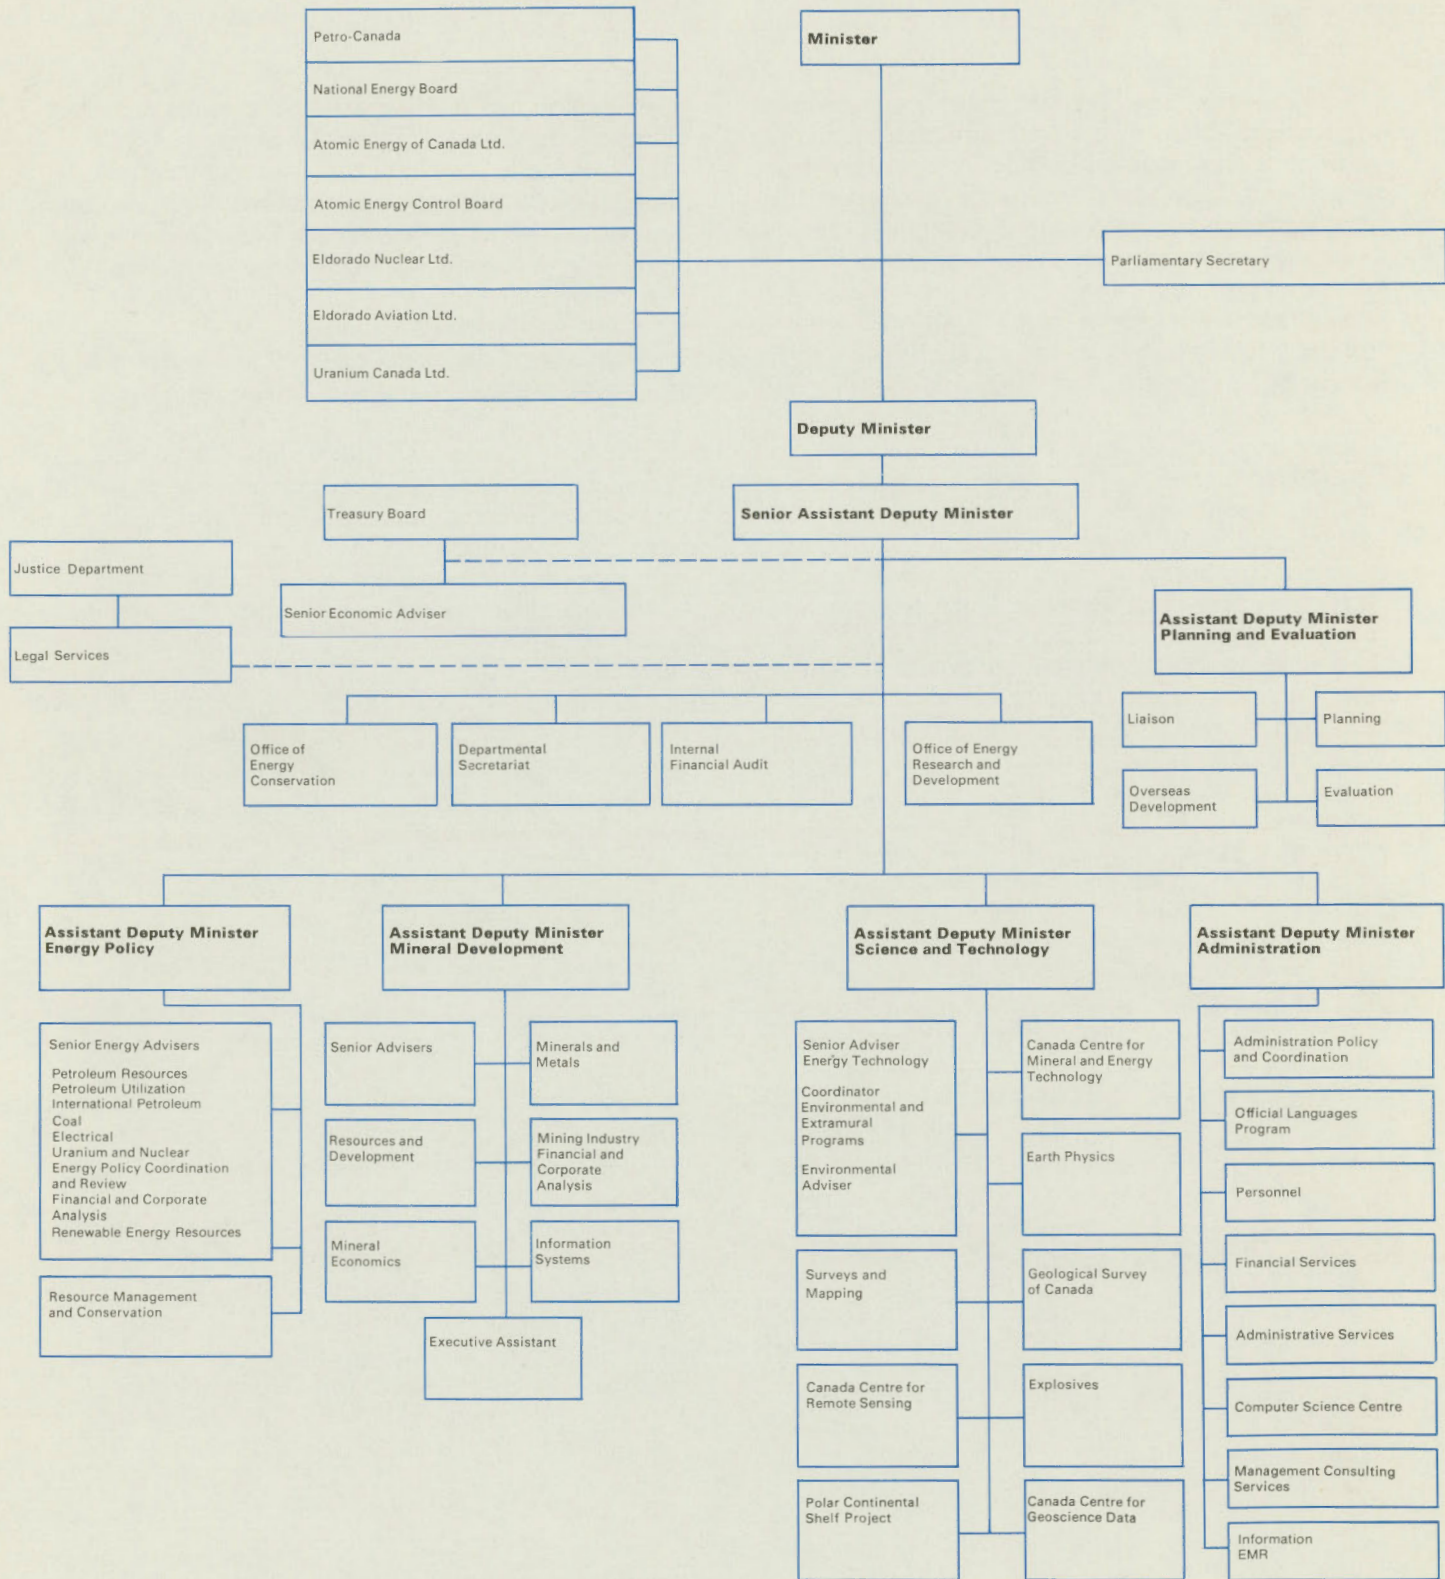 Petro-Canada
National Energy Board
Atomic Energy of Canada Ltd.
Atomic Energy Control Board
Eldorado Nuclear Ltd.
Eldorado Aviation Ltd.
Uranium Canada Ltd.
Minister
Parliamentary Secretary
Deputy Minister
Senior Assistant Deputy Minister
Treasury Board
Senior Economic Adviser
Justice Department
Legal Services
Assistant Deputy Minister
Planning and Evaluation
Liaison
Planning
Overseas
Development
Evaluation
Office of
Energy
Conservation
Departmental
Secretariat
Internal
Financial Audit
Office of Energy
Research and
Development
Assistant Deputy Minister
Energy Policy
Senior Energy Advisers
Petroleum Resources
Petroleum Utilization
International Petroleum
Coal
Electrical
Uranium and Nuclear
Energy Policy Coordination
and Review
Financial and Corporate
Analysis
Renewable Energy Resources
Resource Management
and Conservation
Assistant Deputy Minister
Mineral Development
Senior Advisers
Minerals and
Metals
Resources and
Development
Mining Industry
Financial and
Corporate
Analysis
Mineral
Economics
Information
Systems
Executive Assistant
Assistant Deputy Minister
Science and Technology
Senior Adviser
Energy Technology
Coordinator
Environmental and
Extramural
Programs
Environmental
Adviser
Canada Centre for
Mineral and Energy
Technology
Earth Physics
Surveys and
Mapping
Geological Survey
of Canada
Canada Centre for
Remote Sensing
Explosives
Polar Continental
Shelf Project
Canada Centre for
Geoscience Data
Assistant Deputy Minister
Administration
Administration Policy
and Coordination
Official Languages
Program
Personnel
Financial Services
Administrative Services
Computer Science Centre
Management Consulting
Services
Information
EMR